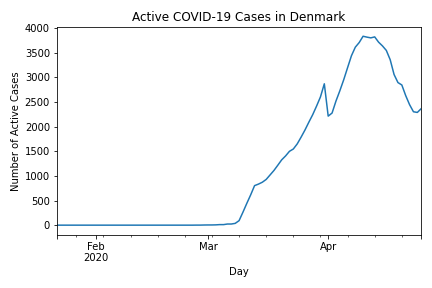 Active COVID-19 Cases in Denmark
4000
3500
3000
2500
2000
1500
1000
500
0
Number of Active Cases
Feb
2020
Mar
Apr
Day